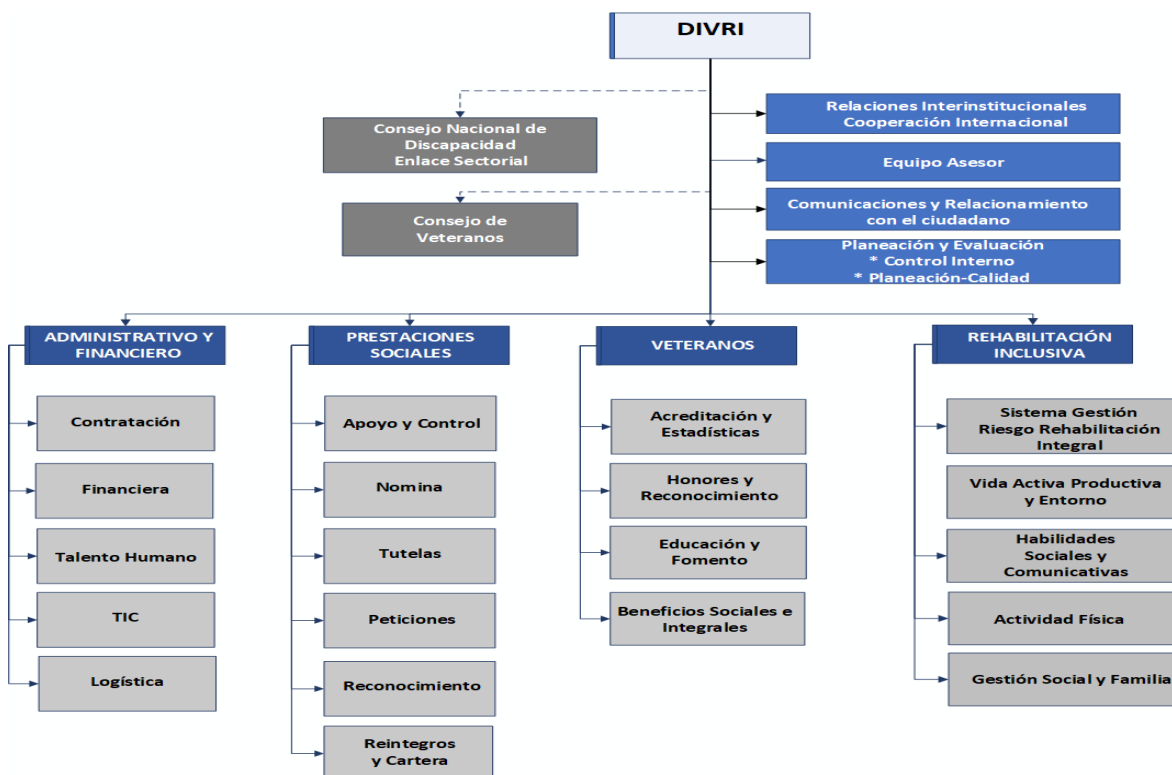 DIVRI
Consejo Nacional de
Discapacidad
Enlace Sectorial
Consejo de
Veteranos
Relaciones Interinstitucionales
Cooperación Internacional
Equipo Asesor
Comunicaciones y Relacionamiento
con el ciudadano
Planeación y Evaluación
* Control Interno
* Planeación-Calidad
ADMINISTRATIVO Y
FINANCIERO
Contratación
Financiera
Talento Humano
TIC
Logística
PRESTACIONES
SOCIALES
Apoyo y Control
Nomina
Tutelas
Peticiones
Reconocimiento
Reintegros
y Cartera
VETERANOS
Acreditación y
Estadísticas
Honores y
Reconocimiento
Educación y
Fomento
Beneficios Sociales e
Integrales
REHABILITACIÓN
INCLUSIVA
Sistema Gestión
Riesgo Rehabilitación
Integral
Vida Activa Productiva
y Entorno
Habilidades
Sociales y
Comunicativas
Actividad Física
Gestión Social y Familia